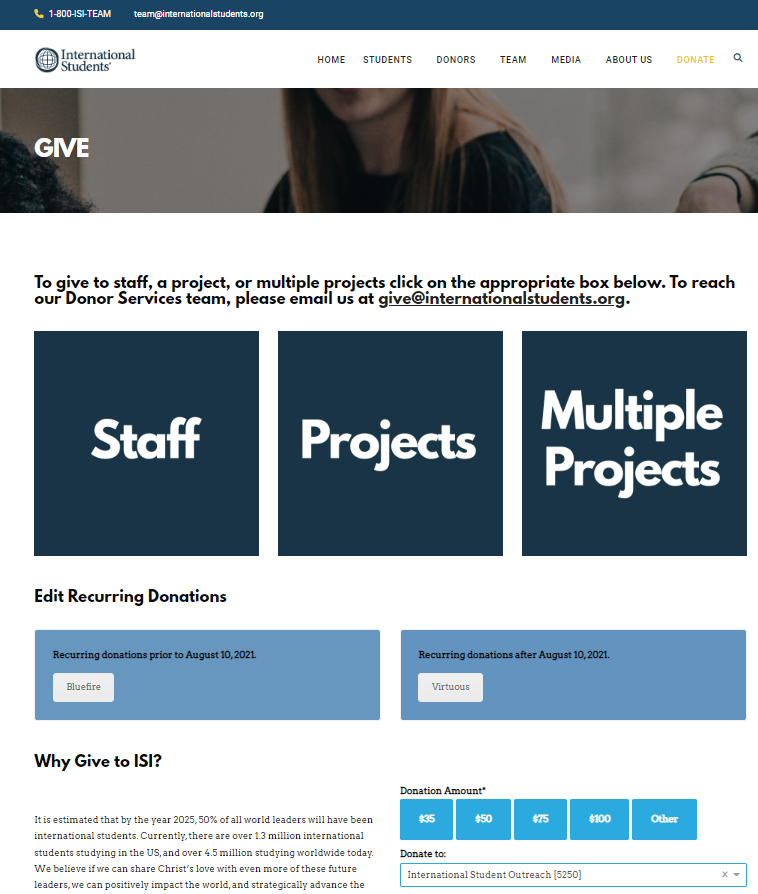 1-800-ISI-TEAM team@internationalstudents.org
International
Students
HOME STUDENTS DONORS TEAM MEDIA ABOUT US DONATE
GIVE
To give to staff, a project, or multiple projects click on the appropriate box below. To reach
our Donor Services team, please email us at give@internationalstudents.org.
Staff
Projects
Multiple
Projects
Edit Recurring Donations
Recurring donations prior to August 10, 2021.
Bluefire
Recurring donations after August 10, 2021.
Virtuous
Why Give to ISI?
It is estimated that by the year 2025, 50% of all world leaders will have been
international students. Currently, there are over 1.3 million international
students studying in the US, and over 4.5 million studying worldwide today.
We believe if we can share Christ's love with even more of these future
leaders, we can positively impact the world, and strategically advance the
Donation Amount*
$35 $50 $75 $100 Other
Donate to:
International Student Outreach [5250] x